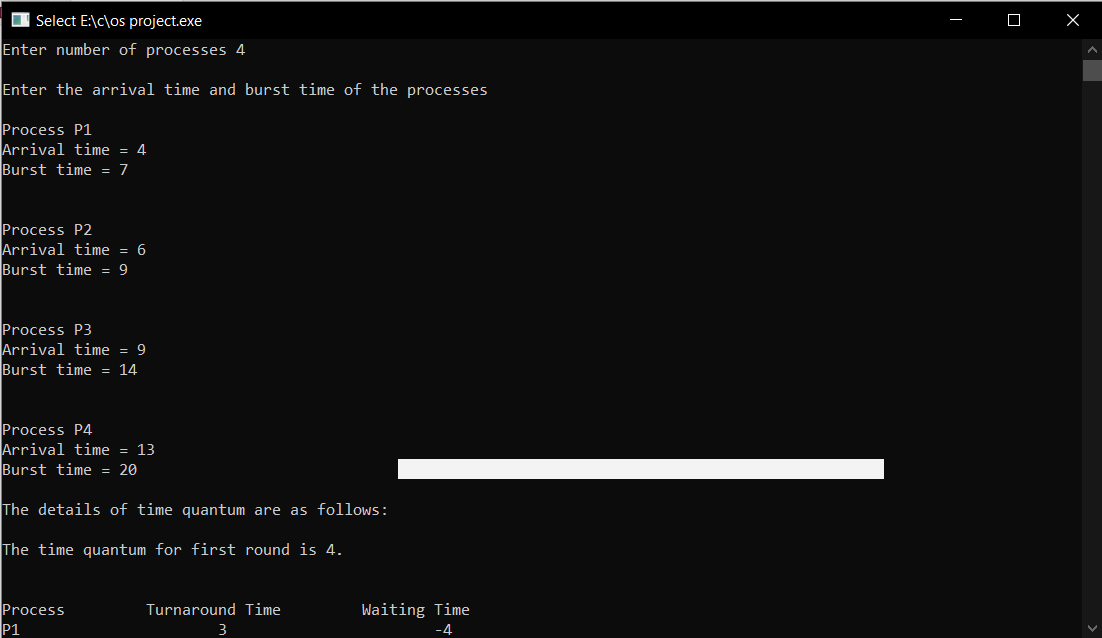 Select E:\c\os project.exe
Enter number of processes 4
Enter the arrival time and burst time of the processes
Process P1
Arrival time = 4
Burst time = 7
Process P2
Arrival time = 6
Burst time = 9
Process P3
Arrival time = 9
Burst time = 14
Process P4
Arrival time = 13
Burst time = 20
The details of time quantum are as follows:
The time quantum for first round is 4.
Process Turnaround Time Waiting Time
P1 3 -4